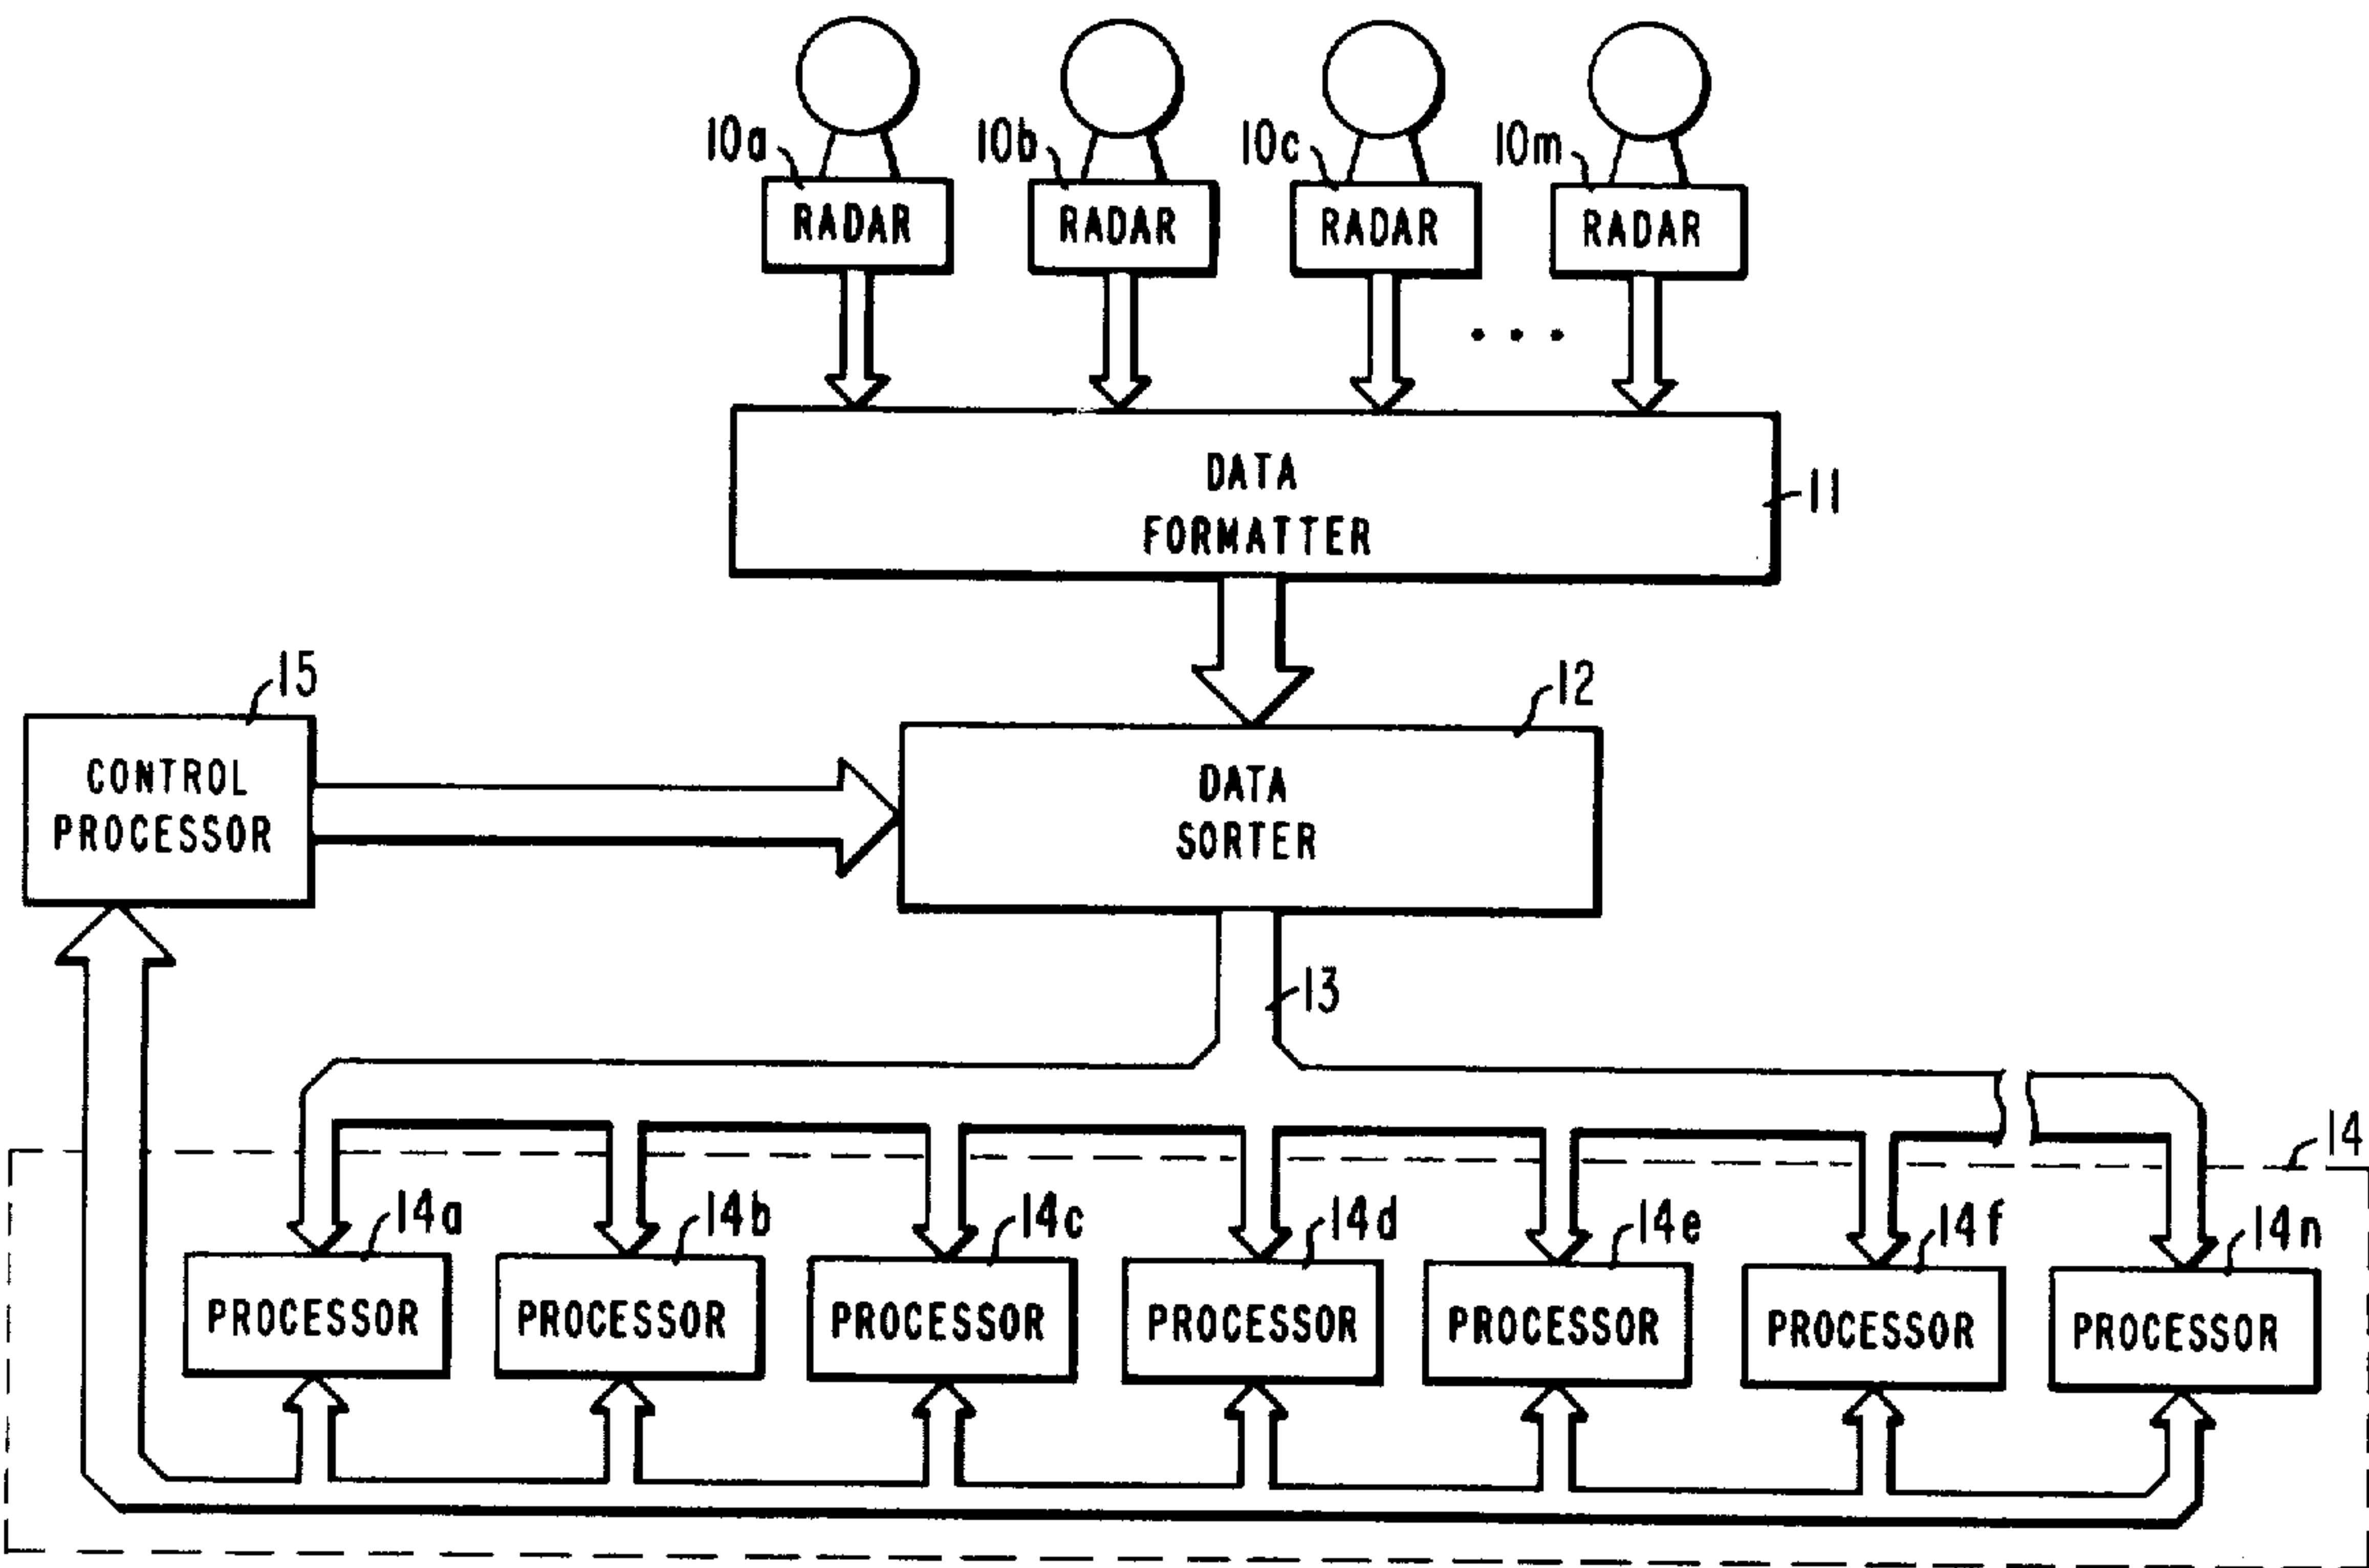 10a
10b
10c
10m
RADAR
RADAR
RADAR
RADAR
DATA
FORMATTER
11
15
12
CONTROL
PROCESSOR
DATA
SORTER
13
14
14a
14b
14c
14d
14e
14f
14n
PROCESSOR
PROCESSOR
PROCESSOR
PROCESSOR
PROCESSOR
PROCESSOR
PROCESSOR